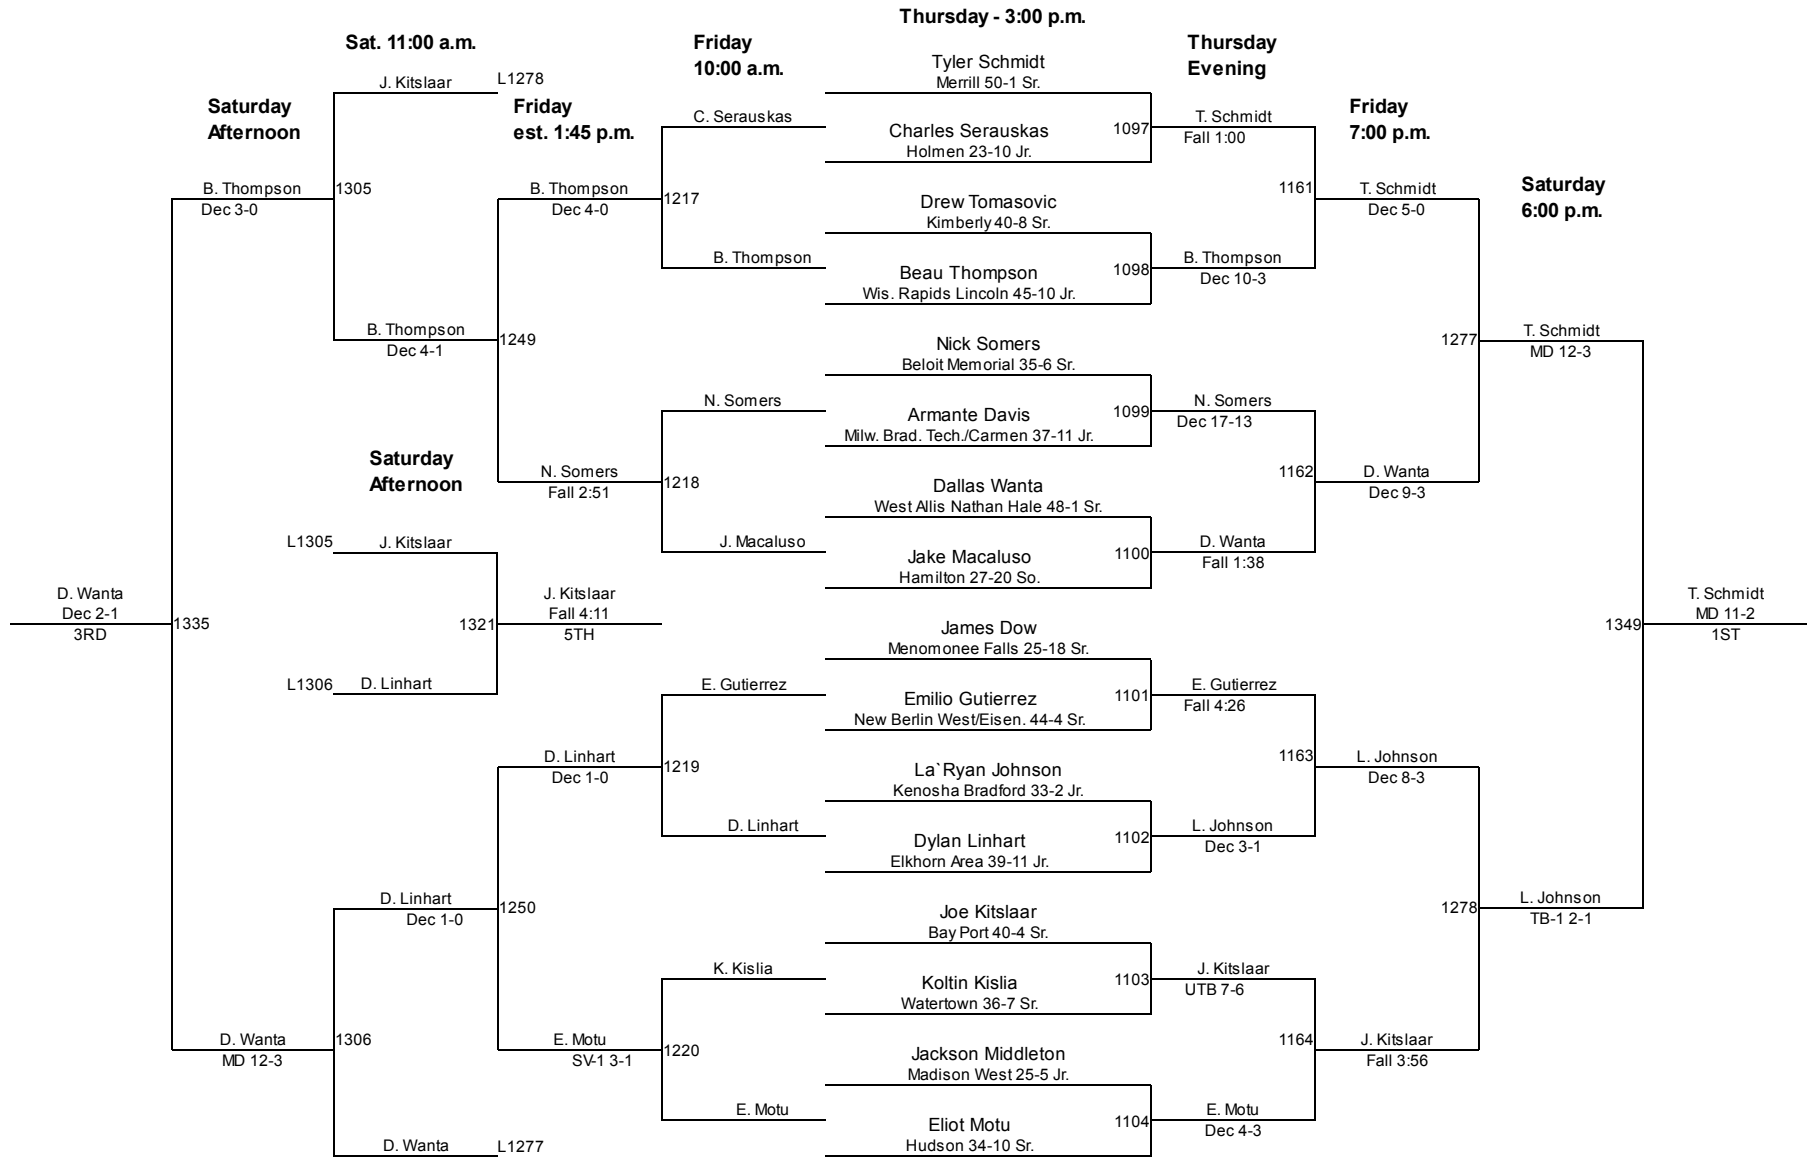 Thursday - 3:00 p.m.
Sat. 11:00 a.m.
Friday
10:00 a.m.
Thursday
Evening
Saturday
Afternoon
Friday
est. 1:45 p.m.
Friday
7:00 p.m.
Saturday
6:00 p.m.
Saturday
Afternoon
Tyler Schmidt
Merrill 50-1 Sr.
Charles Serauskas
Holmen 23-10 Jr.
1097
Drew Tomasovic
Kimberly 40-8 Sr.
Beau Thompson
Wis. Rapids Lincoln 45-10 Jr.
1098
Nick Somers
Beloit Memorial 35-6 Sr.
Armante Davis
Milw. Brad. Tech./Carmen 37-11 Jr.
1099
Dallas Wanta
West Allis Nathan Hale 48-1 Sr.
Jake Macaluso
Hamilton 27-20 So.
1100
James Dow
Menomonee Falls 25-18 Sr.
Emilio Gutierrez
New Berlin West/Eisen. 44-4 Sr.
1101
La`Ryan Johnson
Kenosha Bradford 33-2 Jr.
Dylan Linhart
Elkhorn Area 39-11 Jr.
1102
Joe Kitslaar
Bay Port 40-4 Sr.
Koltin Kislia
Watertown 36-7 Sr.
1103
Jackson Middleton
Madison West 25-5 Jr.
Eliot Motu
Hudson 34-10 Sr.
1104
T. Schmidt
Fall 1:00
1161
B. Thompson
Dec 10-3
N. Somers
Dec 17-13
1162
D. Wanta
Fall 1:38
E. Gutierrez
Fall 4:26
1163
L. Johnson
Dec 3-1
J. Kitslaar
UTB 7-6
1164
E. Motu
Dec 4-3
T. Schmidt
Dec 5-0
1277
D. Wanta
Dec 9-3
L. Johnson
Dec 8-3
1278
J. Kitslaar
Fall 3:56
T. Schmidt
MD 12-3
1349
L. Johnson
TB-1 2-1
T. Schmidt
MD 11-2
1ST
C. Serauskas
1217
B. Thompson
N. Somers
1218
J. Macaluso
E. Gutierrez
1219
D. Linhart
K. Kislia
1220
E. Motu
B. Thompson
Dec 4-0
1249
N. Somers
Fall 2:51
D. Linhart
Dec 1-0
1250
E. Motu
SV-1 3-1
J. Kitslaar
L1278
1305
B. Thompson
Dec 4-1
D. Linhart
Dec 1-0
1306
D. Wanta
L1277
B. Thompson
Dec 3-0
1335
D. Wanta
MD 12-3
D. Wanta
Dec 2-1
3RD
L1305
J. Kitslaar
1321
L1306
D. Linhart
J. Kitslaar
Fall 4:11
5TH